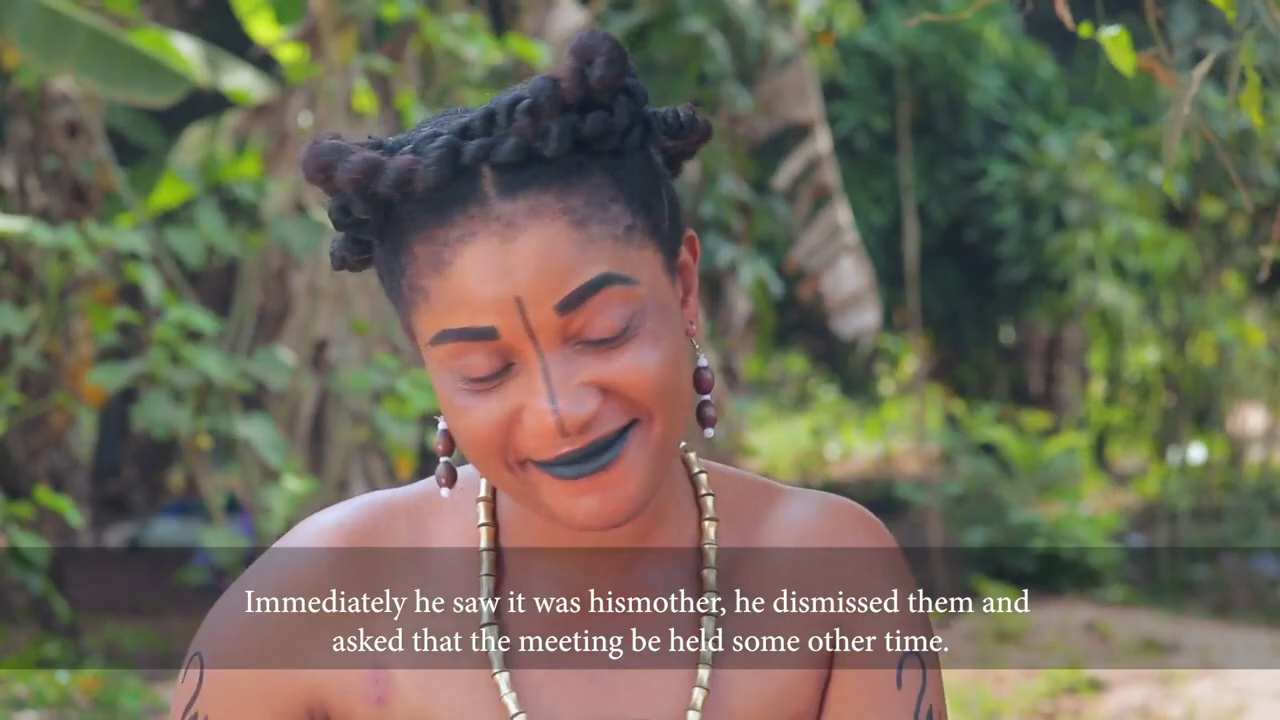 Immediately he saw it was hismother, he dismissed them and
asked that the meeting be held some other time.